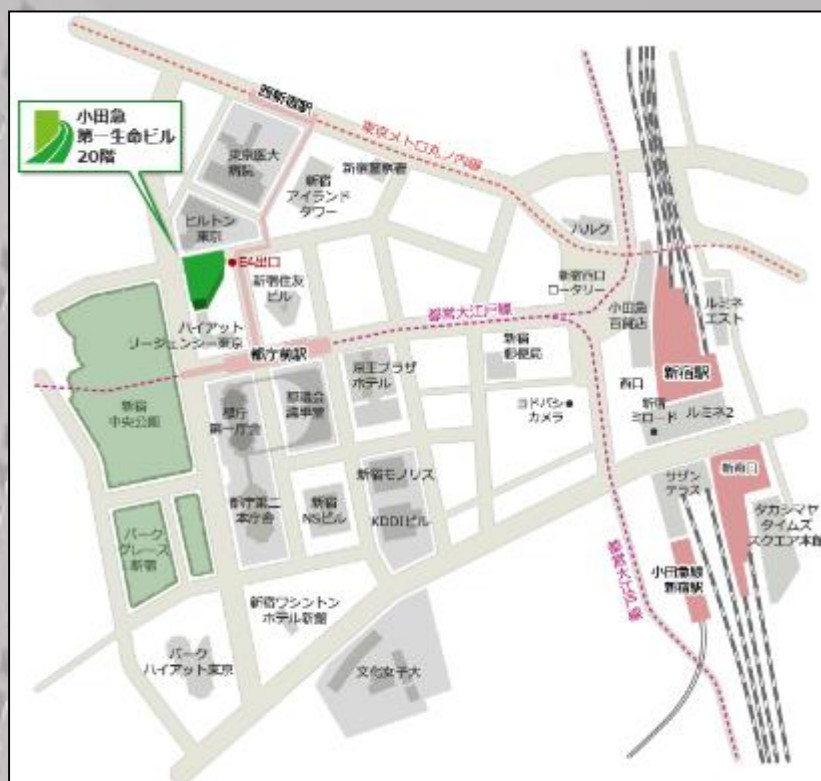 西新宿駅
小田急
第一生命ビル
20階
東京メトロ丸ノ内線
東京医大
病院
新宿
アイランド
タワー
新宿警察署
ヒルトン
東京
ハルク
E4出口
新宿住友
ビル
新宿西口
ロータリー
小田急
百貨店
ルミネ
エスト
都営大江戸線
ハイアット
リージェンシー東京
都庁前駅
新宿
郵便局
京王プラザ
ホテル
新宿駅
西口
新宿
中央公園
都庁
第一庁舎
都議会
議事堂
ヨドバシ
カメラ
新宿
ミロード
ルミネ2
新宿モノリス
新南口
サザン
テラス
都庁第二
本庁舎
新宿
NSビル
KDDIビル
タカシマヤ
タイムズ
スクエア本館
パーク
グレース
新宿
都営大江戸線
小田急線
新宿駅
新宿ワシントン
ホテル新館
パーク
ハイアット東京
文化女子大